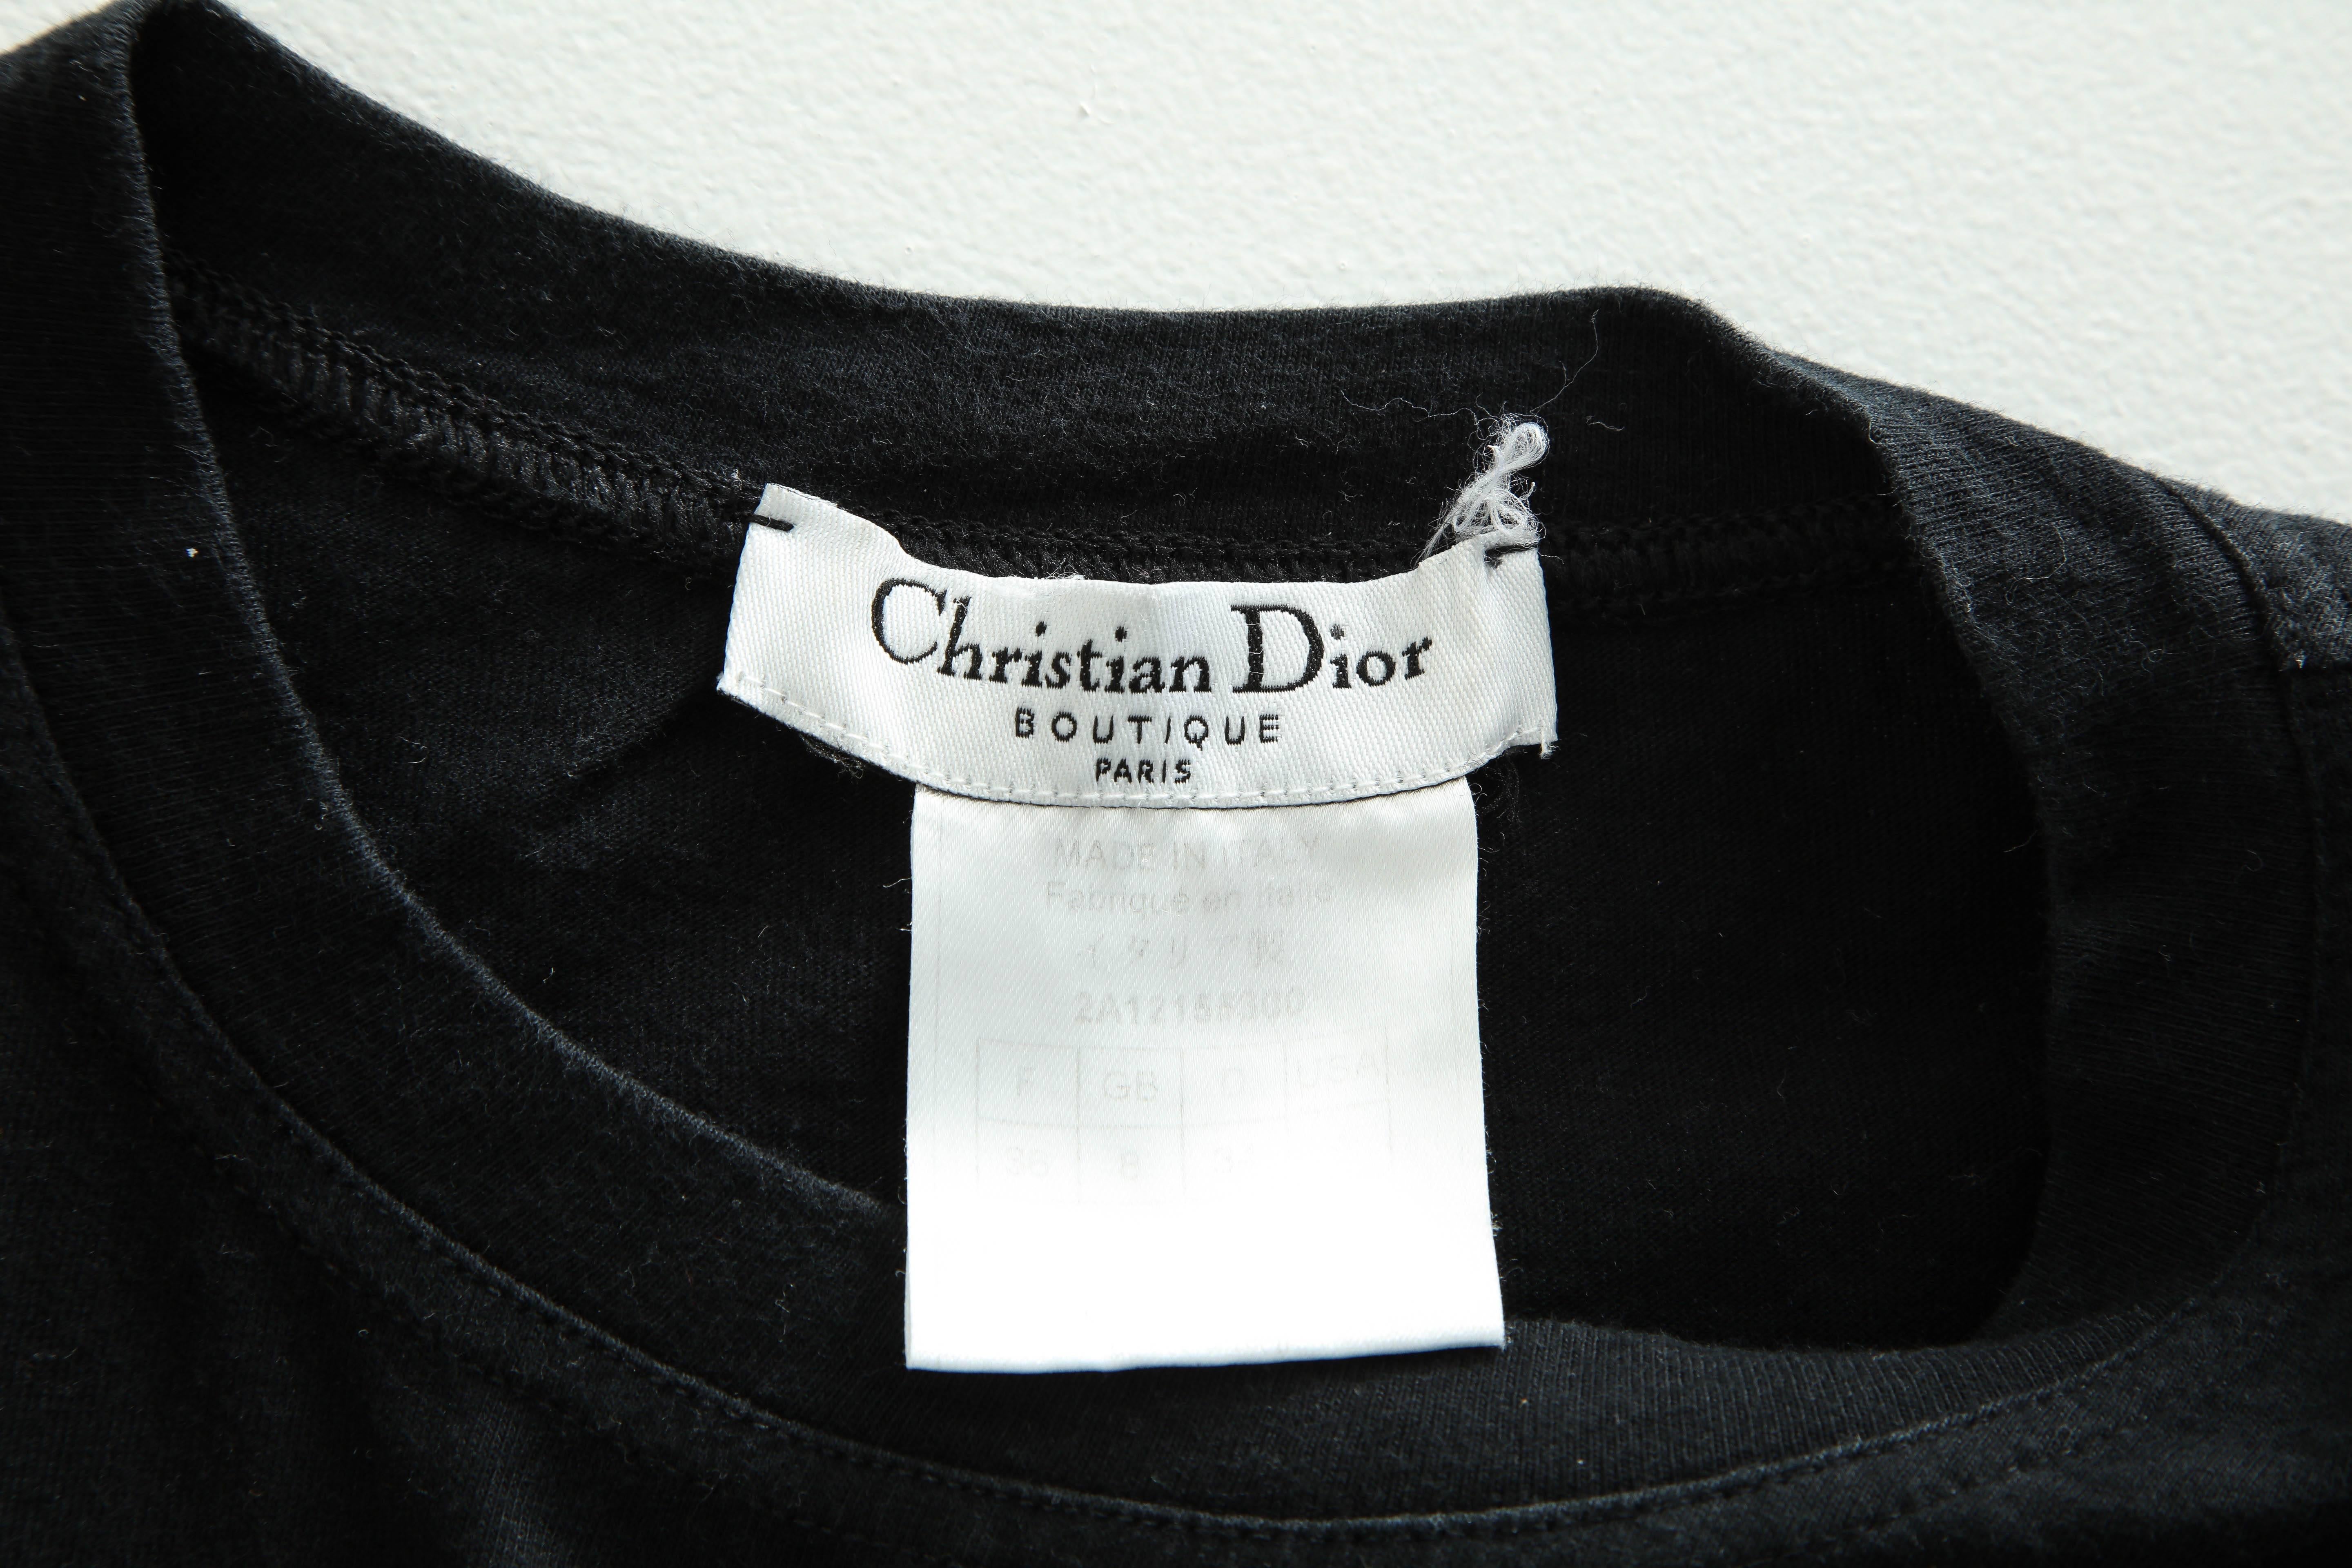 Christian Dior
BOUTIQUE
PARIS
MADE IN ITALY
Fabriqué en Italie
イタリア製
2A12155300
F GB D USA
36 8